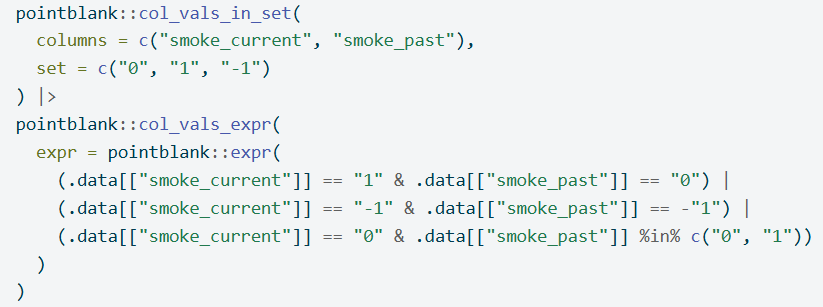 pointblank::col_vals_in_set(
  columns = c("smoke_current", "smoke_past"),
  set = c("0", "1", "-1")
) |>
pointblank::col_vals_expr(
  expr = pointblank::expr(
    (.data[["smoke_current"]] == "1" & .data[["smoke_past"]] == "0") |
    (.data[["smoke_current"]] == "-1" & .data[["smoke_past"]] == -"1") |
    (.data[["smoke_current"]] == "0" & .data[["smoke_past"]] %in% c("0", "1"))
  )
)